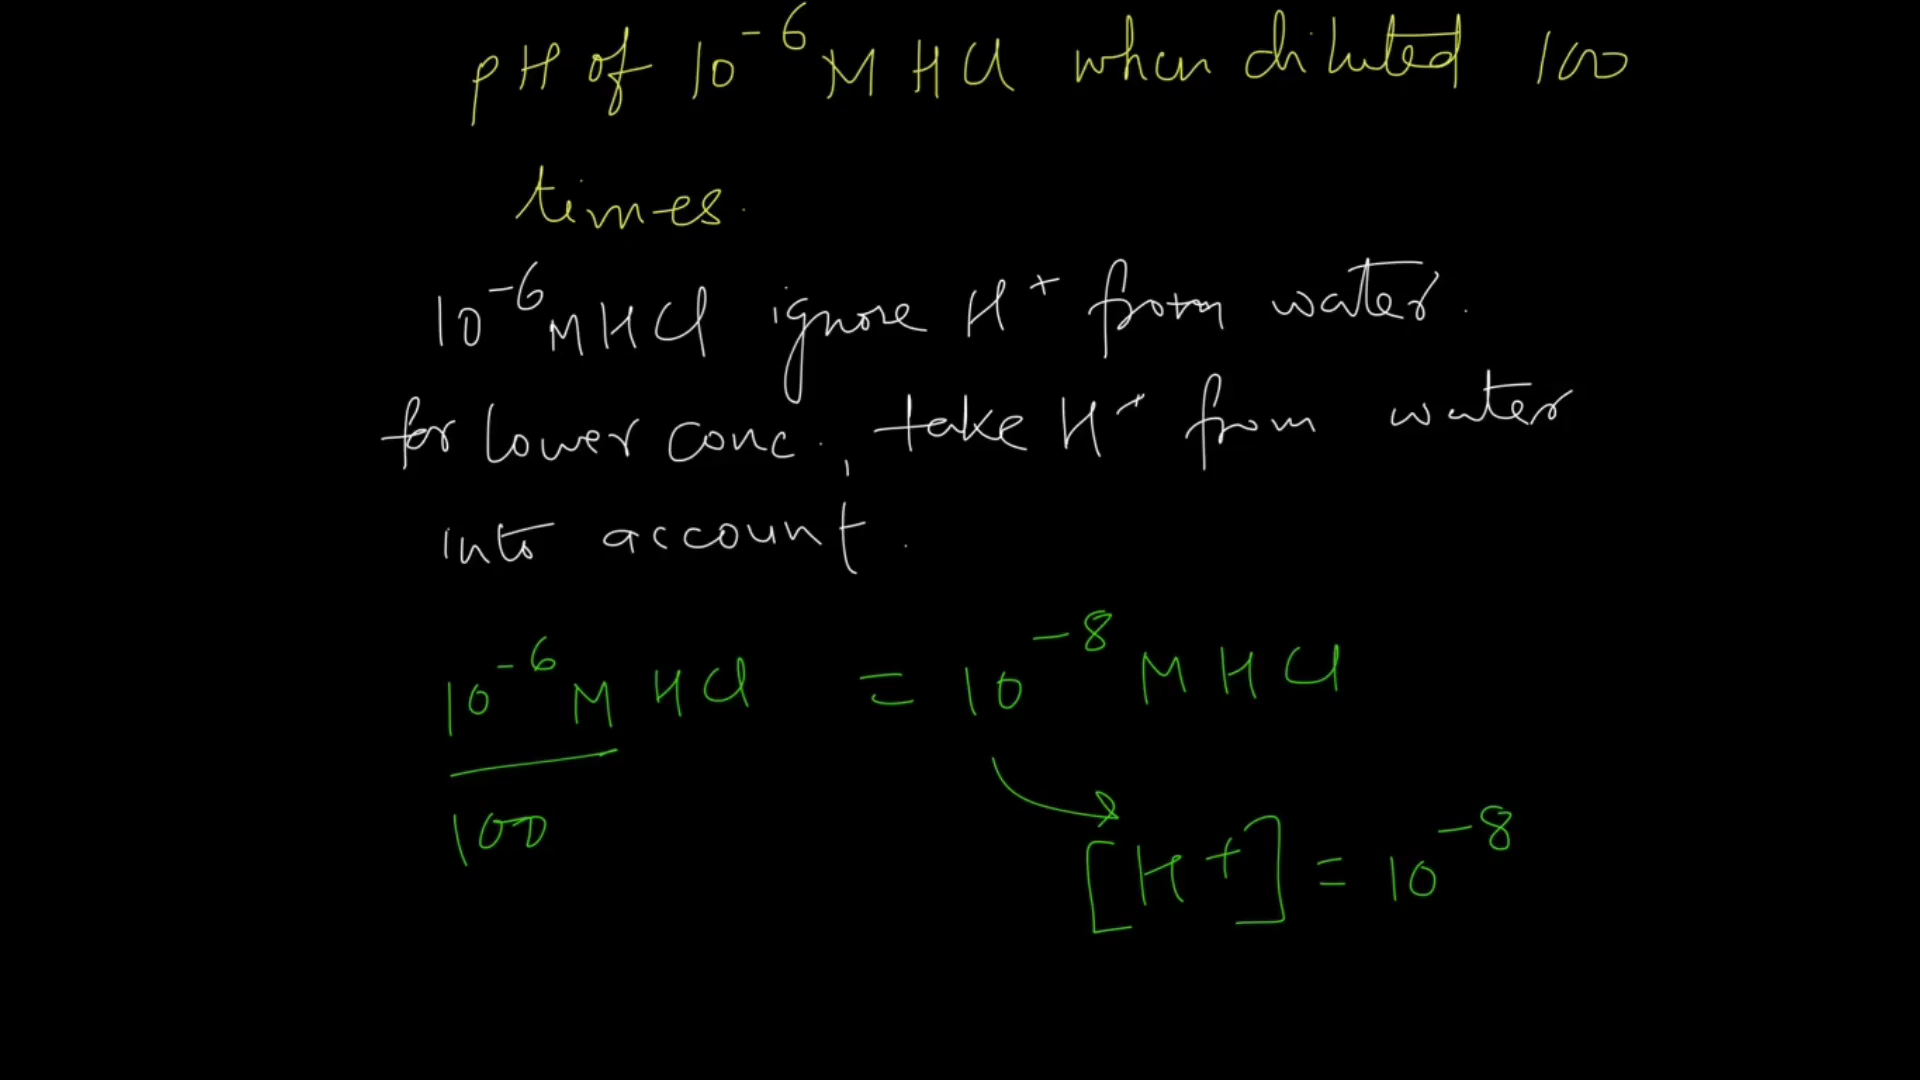 pH of 10⁻⁶ M HCl when diluted 100
times.
10⁻⁶ M HCl ignore H⁺ from water.
for lower conc., take H⁺ from water
into account.
10⁻⁶ M HCl = 10⁻⁸ M HCl
100
[H⁺] = 10⁻⁸